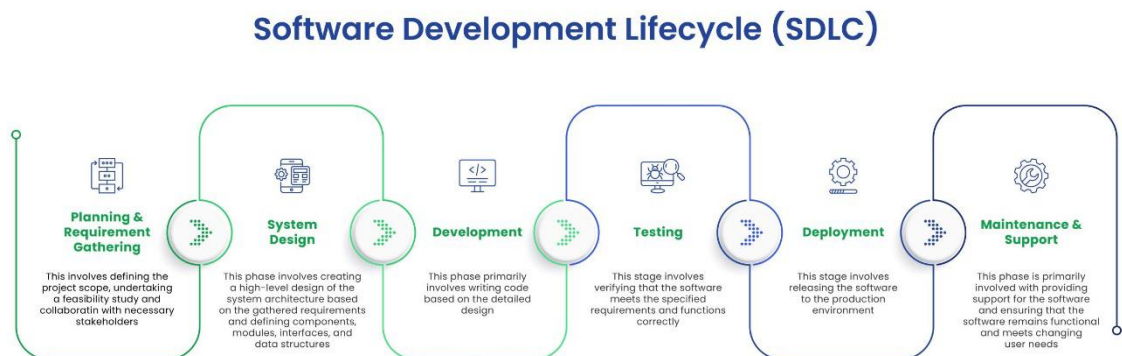 Software Development Lifecycle (SDLC)
Planning &
Requirement
Gathering
This involves defining the
project scope, undertaking
a feasibility study and
collaboratin with necessary
stakeholders
System
Design
This phase involves creating
a high-level design of the
system architecture based
on the gathered requirements
and defining components,
modules, interfaces, and
data structures
</>
Development
This phase primarily
involves writing code
based on the detailed
design
Testing
This stage involves
verifying that the software
meets the specified
requirements and functions
correctly
Deployment
This stage involves
releasing the software
to the production
environment
Maintenance &
Support
This phase is primarily
involved with providing
support for the software
and ensuring that the
software remains functional
and meets changing
user needs